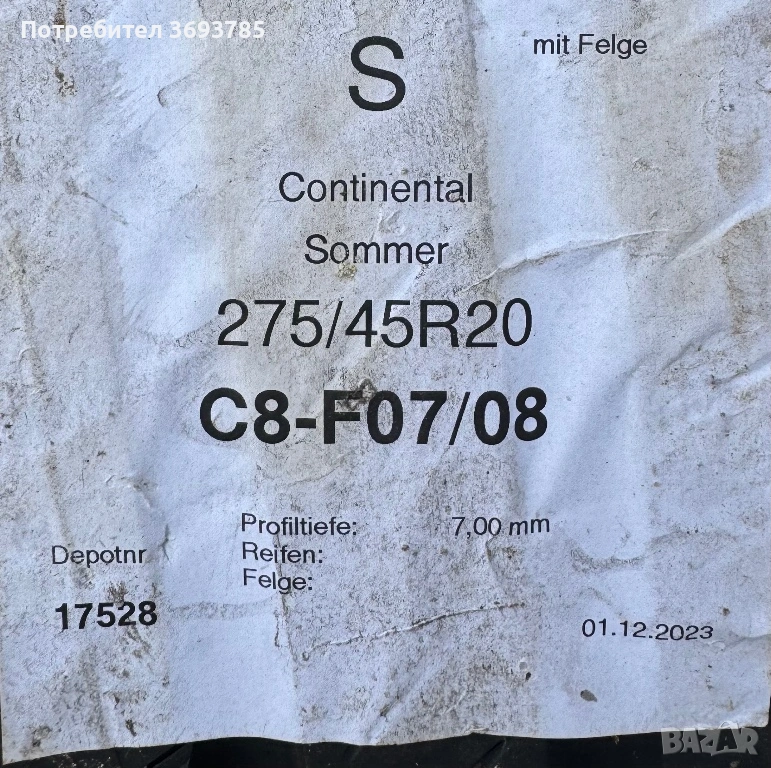 Потребител 3693785
S
mit Felge
Continental
Sommer
275/45R20
C8-F07/08
Profiltiefe: 7,00 mm
Reifen:
Felge:
Depotnr
17528
01.12.2023
BAZAR